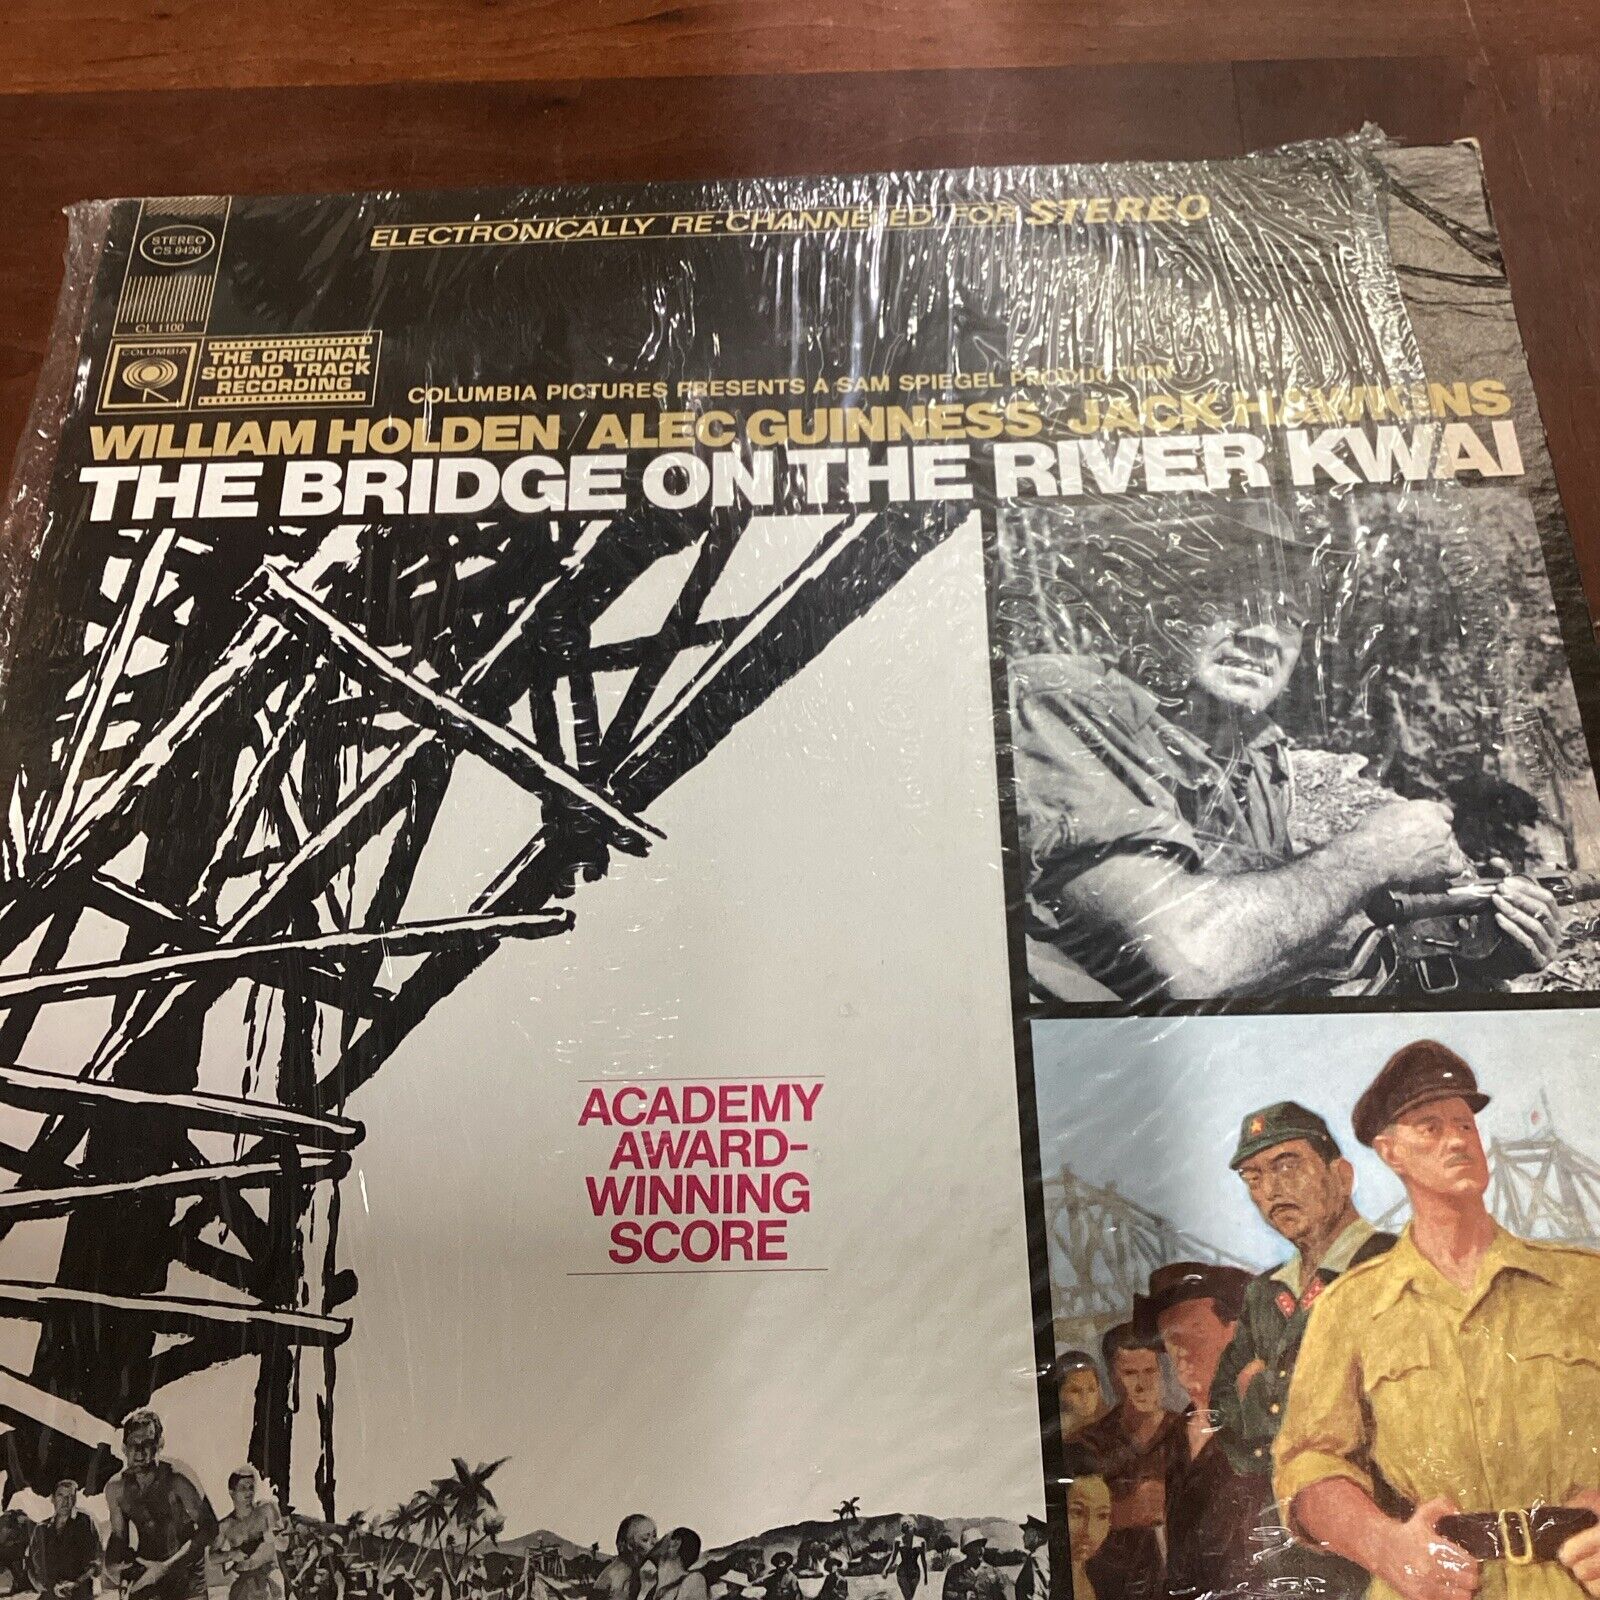 ELECTRONICALLY RE-CHANNELED FOR STEREO
STEREO
CS 9426
CL 1100
COLUMBIA
THE ORIGINAL
SOUND TRACK
RECORDING
COLUMBIA PICTURES PRESENTS A SAM SPIEGEL PRODUCTION
WILLIAM HOLDEN / ALEC GUINNESS JACK HAWKINS
THE BRIDGE ON THE RIVER KWAI
ACADEMY
AWARD-
WINNING
SCORE